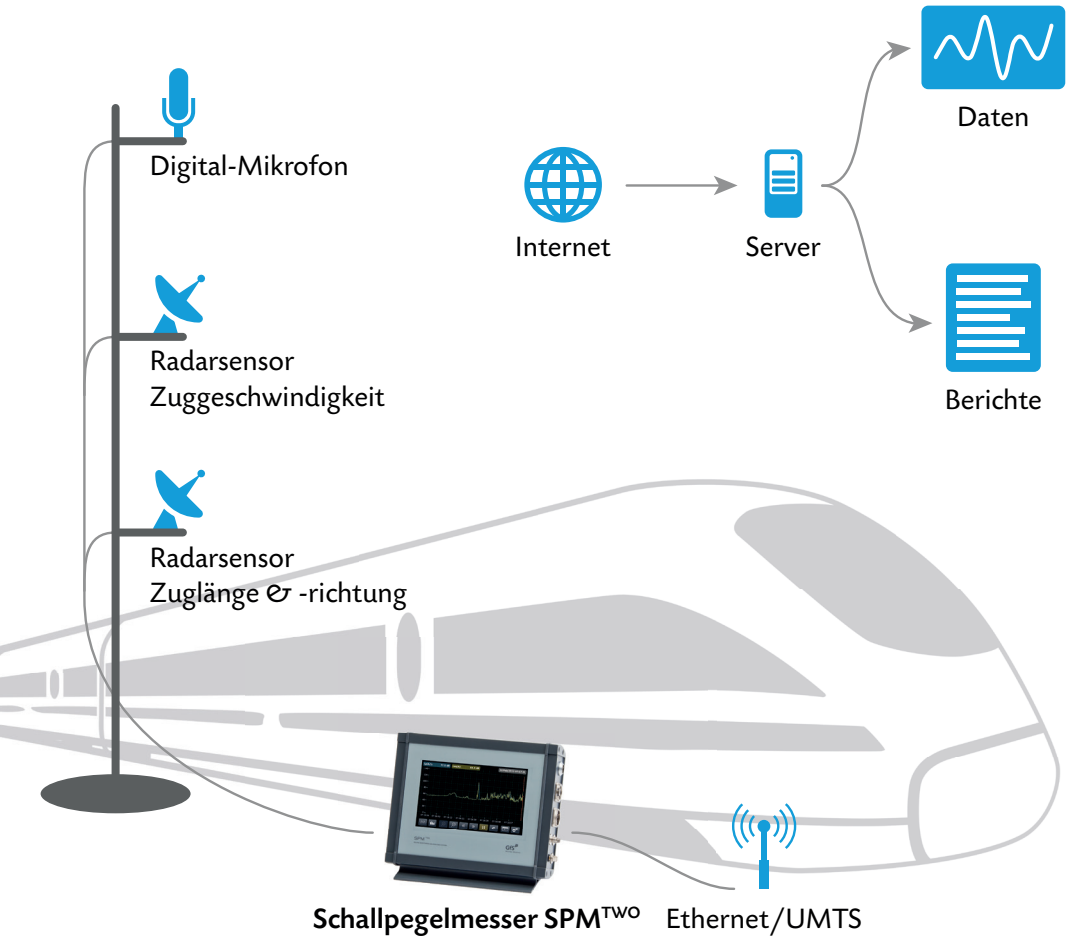 Digital-Mikrofon
Radarsensor
Zuggeschwindigkeit
Radarsensor
Zuglänge & -richtung
Internet
Server
Daten
Berichte
Schallpegelmesser SPMᵀᵂᴼ
Ethernet/UMTS